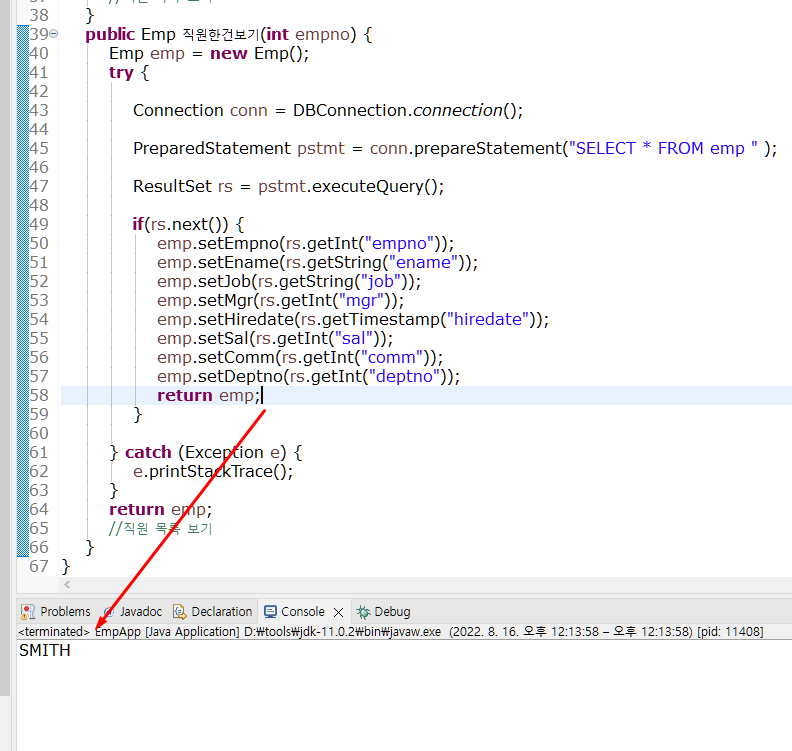 38 }
39 public Emp 직원한건보기(int empno) {
40 Emp emp = new Emp();
41 try {
42
43 Connection conn = DBConnection.connection();
44
45 PreparedStatement pstmt = conn.prepareStatement("SELECT * FROM emp " );
46
47 ResultSet rs = pstmt.executeQuery();
48
49 if(rs.next()) {
50 emp.setEmpno(rs.getInt("empno"));
51 emp.setEname(rs.getString("ename"));
52 emp.setJob(rs.getString("job"));
53 emp.setMgr(rs.getInt("mgr"));
54 emp.setHiredate(rs.getTimestamp("hiredate"));
55 emp.setSal(rs.getInt("sal"));
56 emp.setComm(rs.getInt("comm"));
57 emp.setDeptno(rs.getInt("deptno"));
58 return emp;
59 }
60
61 } catch (Exception e) {
62 e.printStackTrace();
63 }
64 return emp;
65 //직원 목록 보기
66 }
67 }
Problems Javadoc Declaration Console Debug
<terminated> EmpApp [Java Application] D:₩tools₩jdk-11.0.2₩bin₩javaw.exe (2022. 8. 16. 오후 12:13:58 – 오후 12:13:58) [pid: 11408]
SMITH